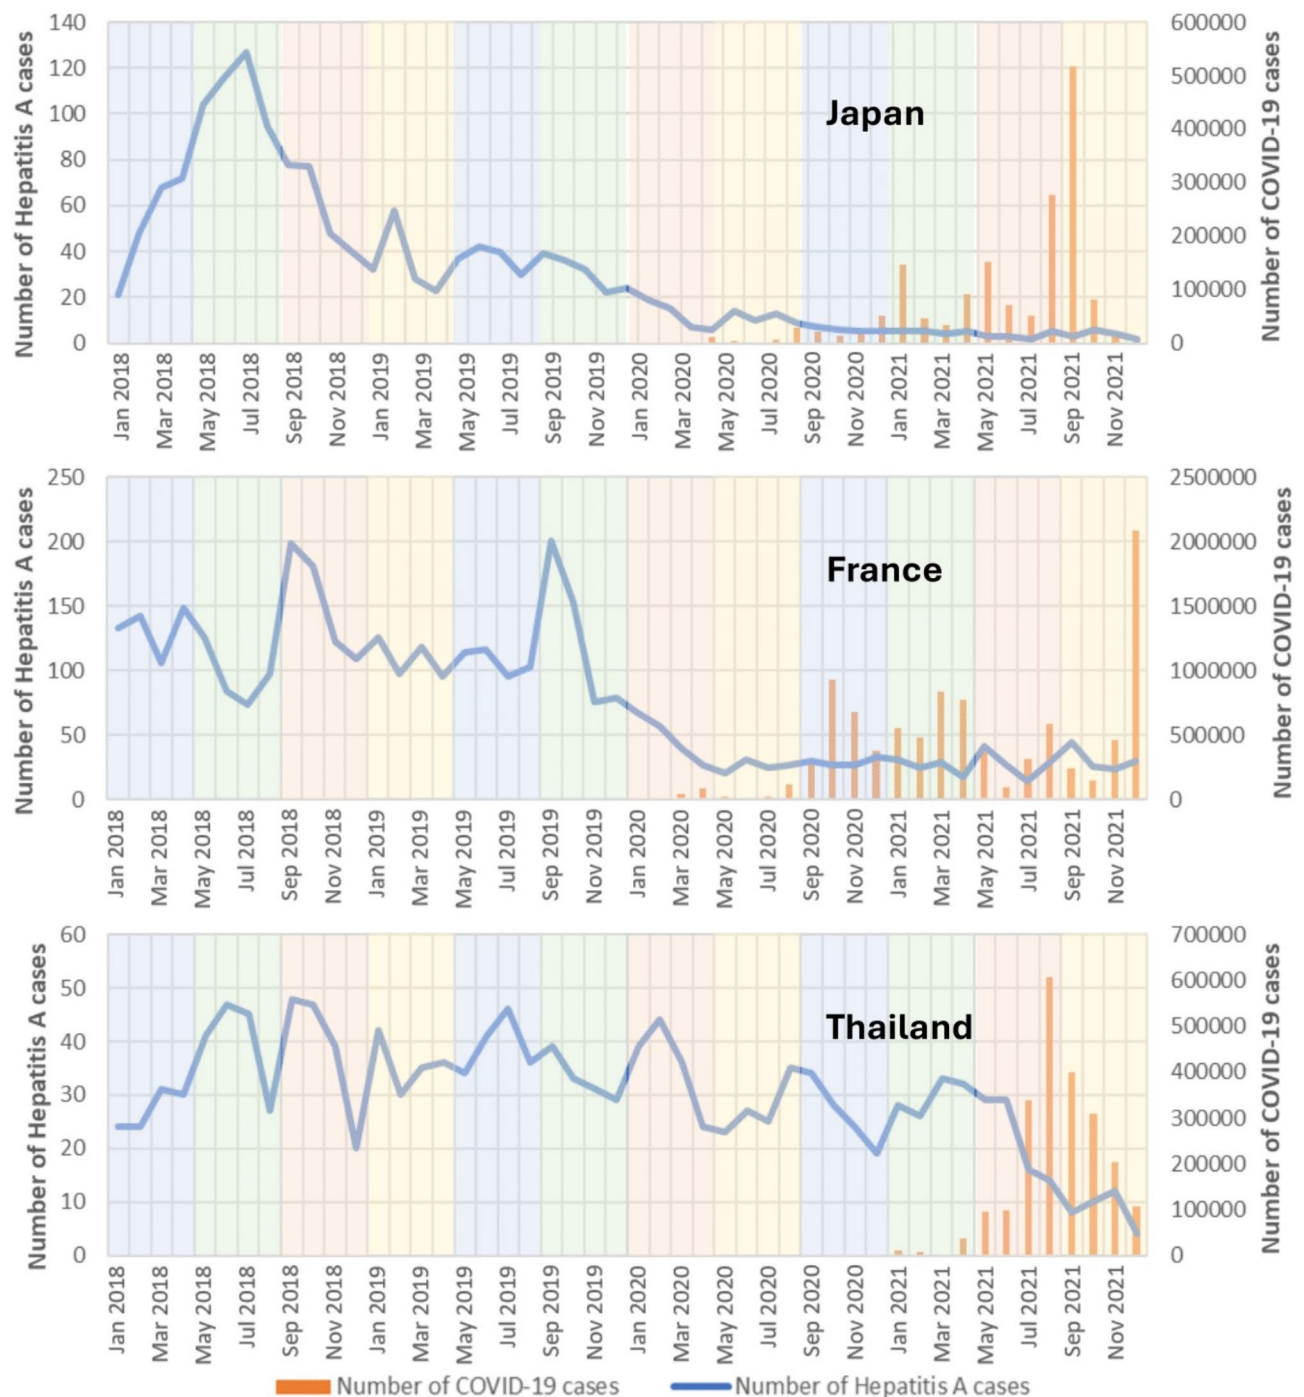 Number of Hepatitis A cases
140
120
100
80
60
40
20
0
Japan
600000
500000
400000
300000
200000
100000
0
Number of COVID-19 cases
Jan 2018
Mar 2018
May 2018
Jul 2018
Sep 2018
Nov 2018
Jan 2019
Mar 2019
May 2019
Jul 2019
Sep 2019
Nov 2019
Jan 2020
Mar 2020
May 2020
Jul 2020
Sep 2020
Nov 2020
Jan 2021
Mar 2021
May 2021
Jul 2021
Sep 2021
Nov 2021
Number of Hepatitis A cases
250
200
150
100
50
0
France
2500000
2000000
1500000
1000000
500000
0
Number of COVID-19 cases
Jan 2018
Mar 2018
May 2018
Jul 2018
Sep 2018
Nov 2018
Jan 2019
Mar 2019
May 2019
Jul 2019
Sep 2019
Nov 2019
Jan 2020
Mar 2020
May 2020
Jul 2020
Sep 2020
Nov 2020
Jan 2021
Mar 2021
May 2021
Jul 2021
Sep 2021
Nov 2021
Number of Hepatitis A cases
60
50
40
30
20
10
0
Thailand
700000
600000
500000
400000
300000
200000
100000
0
Number of COVID-19 cases
Jan 2018
Mar 2018
May 2018
Jul 2018
Sep 2018
Nov 2018
Jan 2019
Mar 2019
May 2019
Jul 2019
Sep 2019
Nov 2019
Jan 2020
Mar 2020
May 2020
Jul 2020
Sep 2020
Nov 2020
Jan 2021
Mar 2021
May 2021
Jul 2021
Sep 2021
Nov 2021
Number of COVID-19 cases
Number of Hepatitis A cases